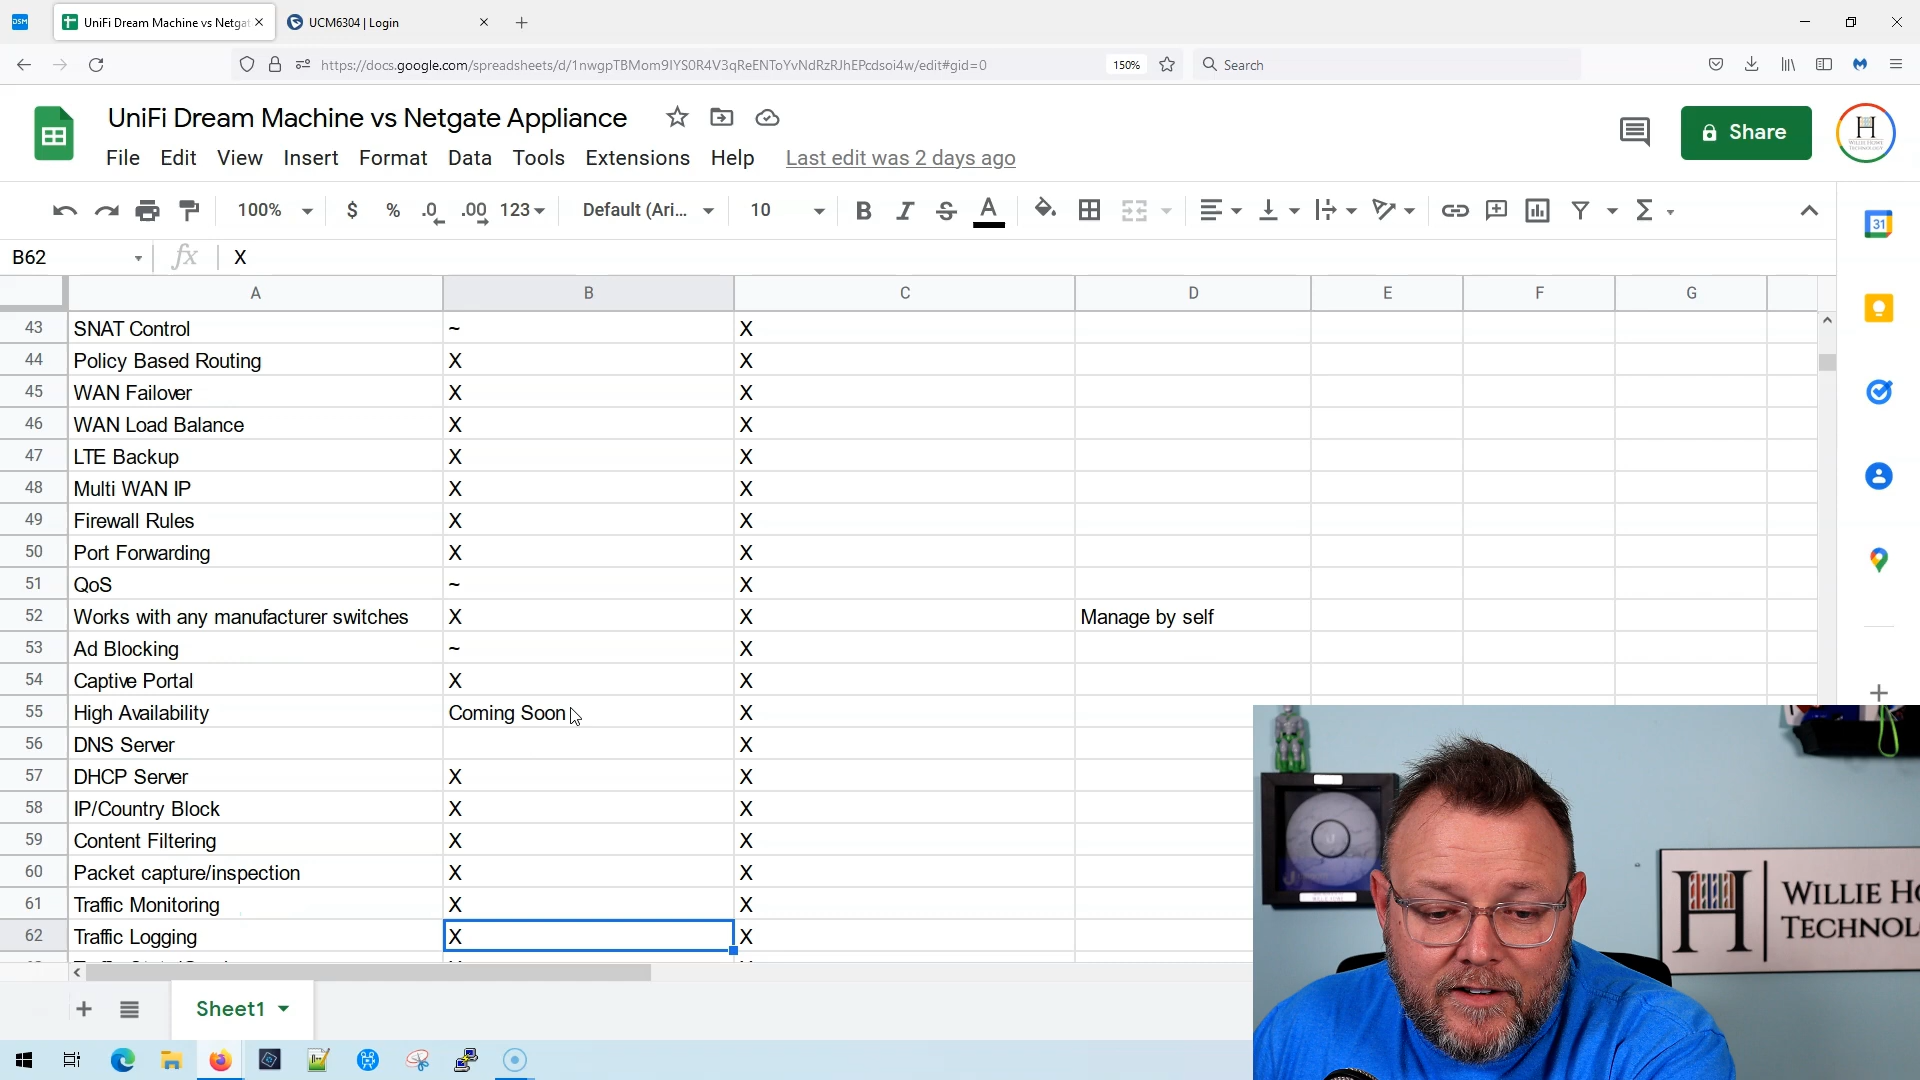 DSM
UniFi Dream Machine vs Netgat
UCM6304 | Login
https://docs.google.com/spreadsheets/d/1nwgpTBMom9IYS0R4V3qReENToYvNdRzRJhEPcdsoi4w/edit#gid=0
150%
Search
UniFi Dream Machine vs Netgate Appliance
File Edit View Insert Format Data Tools Extensions Help Last edit was 2 days ago
Share
100% $ % .0 .00 123 Default (Ari... 10 B I S A Σ
31
B62 fx X
A B C D E F G
43 SNAT Control ~ X
44 Policy Based Routing X X
45 WAN Failover X X
46 WAN Load Balance X X
47 LTE Backup X X
48 Multi WAN IP X X
49 Firewall Rules X X
50 Port Forwarding X X
51 QoS ~ X
52 Works with any manufacturer switches X X Manage by self
53 Ad Blocking ~ X
54 Captive Portal X X
55 High Availability Coming Soon X
56 DNS Server X
57 DHCP Server X X
58 IP/Country Block X X
59 Content Filtering X X
60 Packet capture/inspection X X
61 Traffic Monitoring X X
62 Traffic Logging X X
Sheet1
H
WILLIE HO
TECHNOL